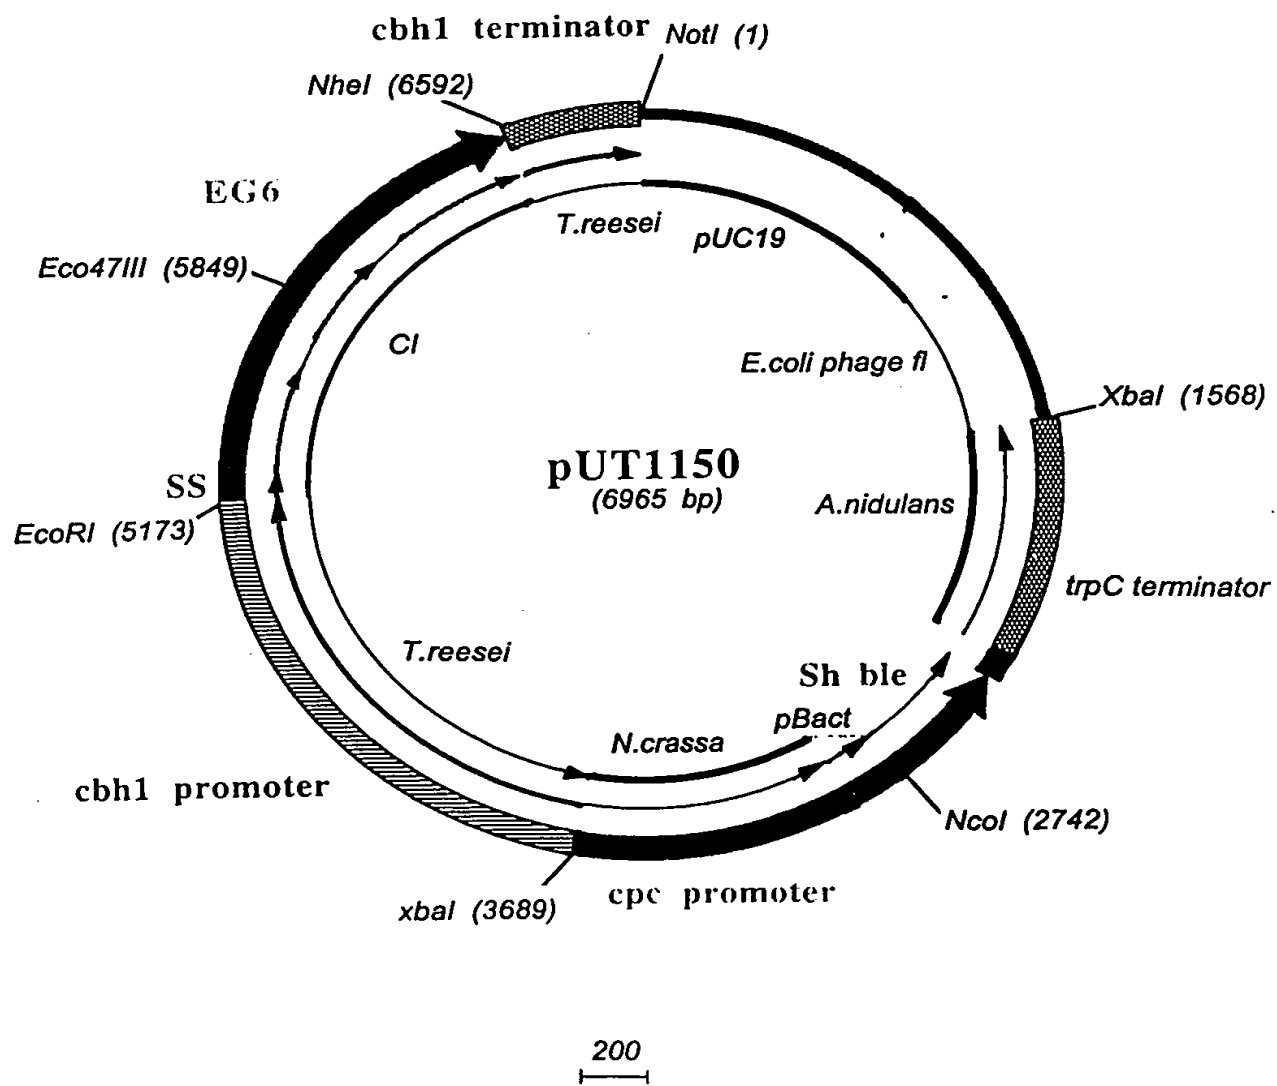 cbh1 terminator
NotI (1)
NheI (6592)
EG6
T.reesei
pUC19
Eco47III (5849)
CI
E.coli phage fI
XbaI (1568)
pUT1150
(6965 bp)
SS
EcoRI (5173)
A.nidulans
trpC terminator
T.reesei
Sh ble
pBact
N.crassa
cbh1 promoter
NcoI (2742)
cpc promoter
xbaI (3689)
200